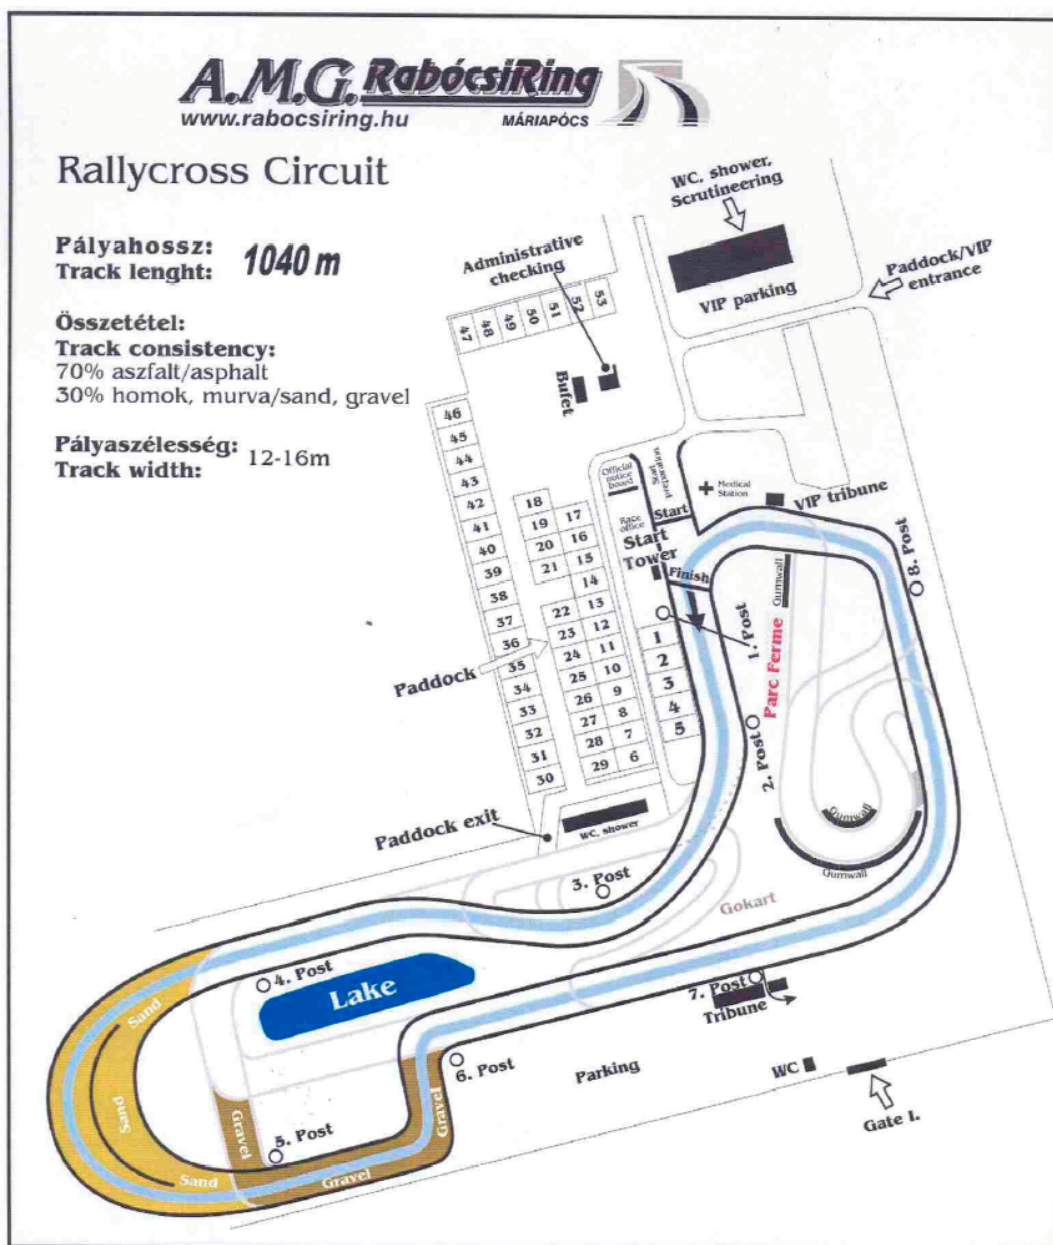 A.M.G. RabócsiRing
www.rabocsiring.hu MÁRIAPÓCS
Rallycross Circuit
Pályahossz: 1040 m
Track lenght:
Összetétel:
Track consistency:
70% aszfalt/asphalt
30% homok, murva/sand, gravel
Pályaszélesség: 12-16m
Track width:
WC, shower,
Scrutineering
VIP parking
Paddock/VIP
entrance
Administrative
checking
47 48 49 50 51 52 53
Bufet
46
45
44
43
42
41
40
39
38
37
36
35
34
33
32
31
30
18
19
20
21
22
23
24
25
26
27
28
29
17
16
15
14
13
12
11
10
9
8
7
6
Official
notice
board
Start
preparation
Race
office
Start
Start
Tower
Finish
Medical
Station
VIP tribune
8. Post
1
2
3
4
5
1. Post
2. Post
Parc Ferme
Gumwall
Gumwall
Gumwall
Paddock
Paddock exit
WC, shower
3. Post
Gokart
4. Post
Lake
7. Post
Tribune
6. Post
Parking
WC
Gate I.
5. Post
Sand
Sand
Sand
Gravel
Gravel
Gravel